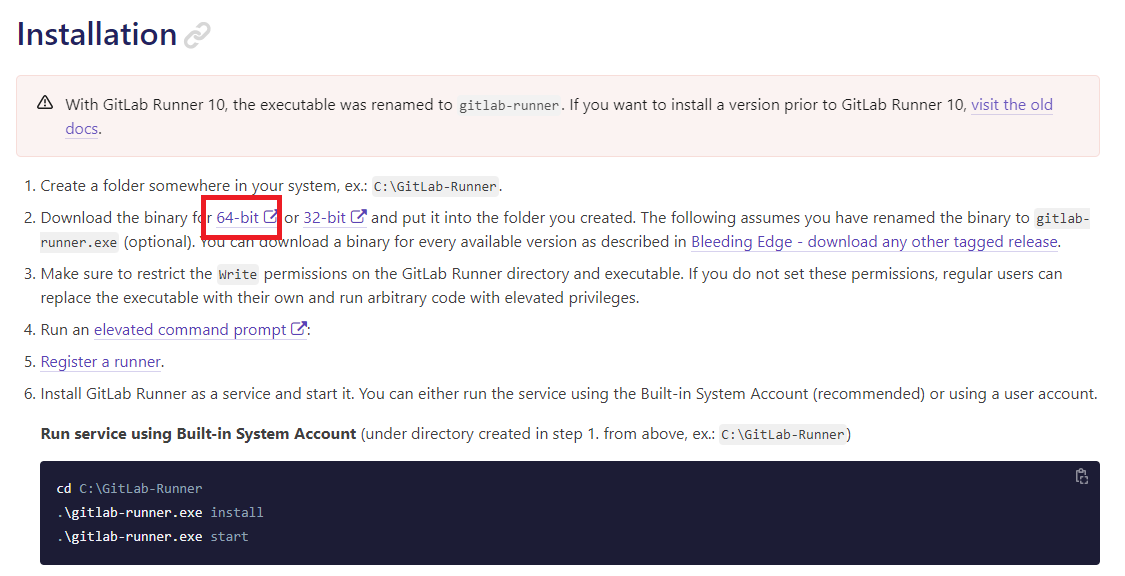 Installation
With GitLab Runner 10, the executable was renamed to gitlab-runner. If you want to install a version prior to GitLab Runner 10, visit the old
docs.
1. Create a folder somewhere in your system, ex.: C:\GitLab-Runner.
2. Download the binary for 64-bit or 32-bit and put it into the folder you created. The following assumes you have renamed the binary to gitlab-
runner.exe (optional). You can download a binary for every available version as described in Bleeding Edge - download any other tagged release.
3. Make sure to restrict the Write permissions on the GitLab Runner directory and executable. If you do not set these permissions, regular users can
replace the executable with their own and run arbitrary code with elevated privileges.
4. Run an elevated command prompt:
5. Register a runner.
6. Install GitLab Runner as a service and start it. You can either run the service using the Built-in System Account (recommended) or using a user account.
Run service using Built-in System Account (under directory created in step 1. from above, ex.: C:\GitLab-Runner)
cd C:\GitLab-Runner
.\gitlab-runner.exe install
.\gitlab-runner.exe start